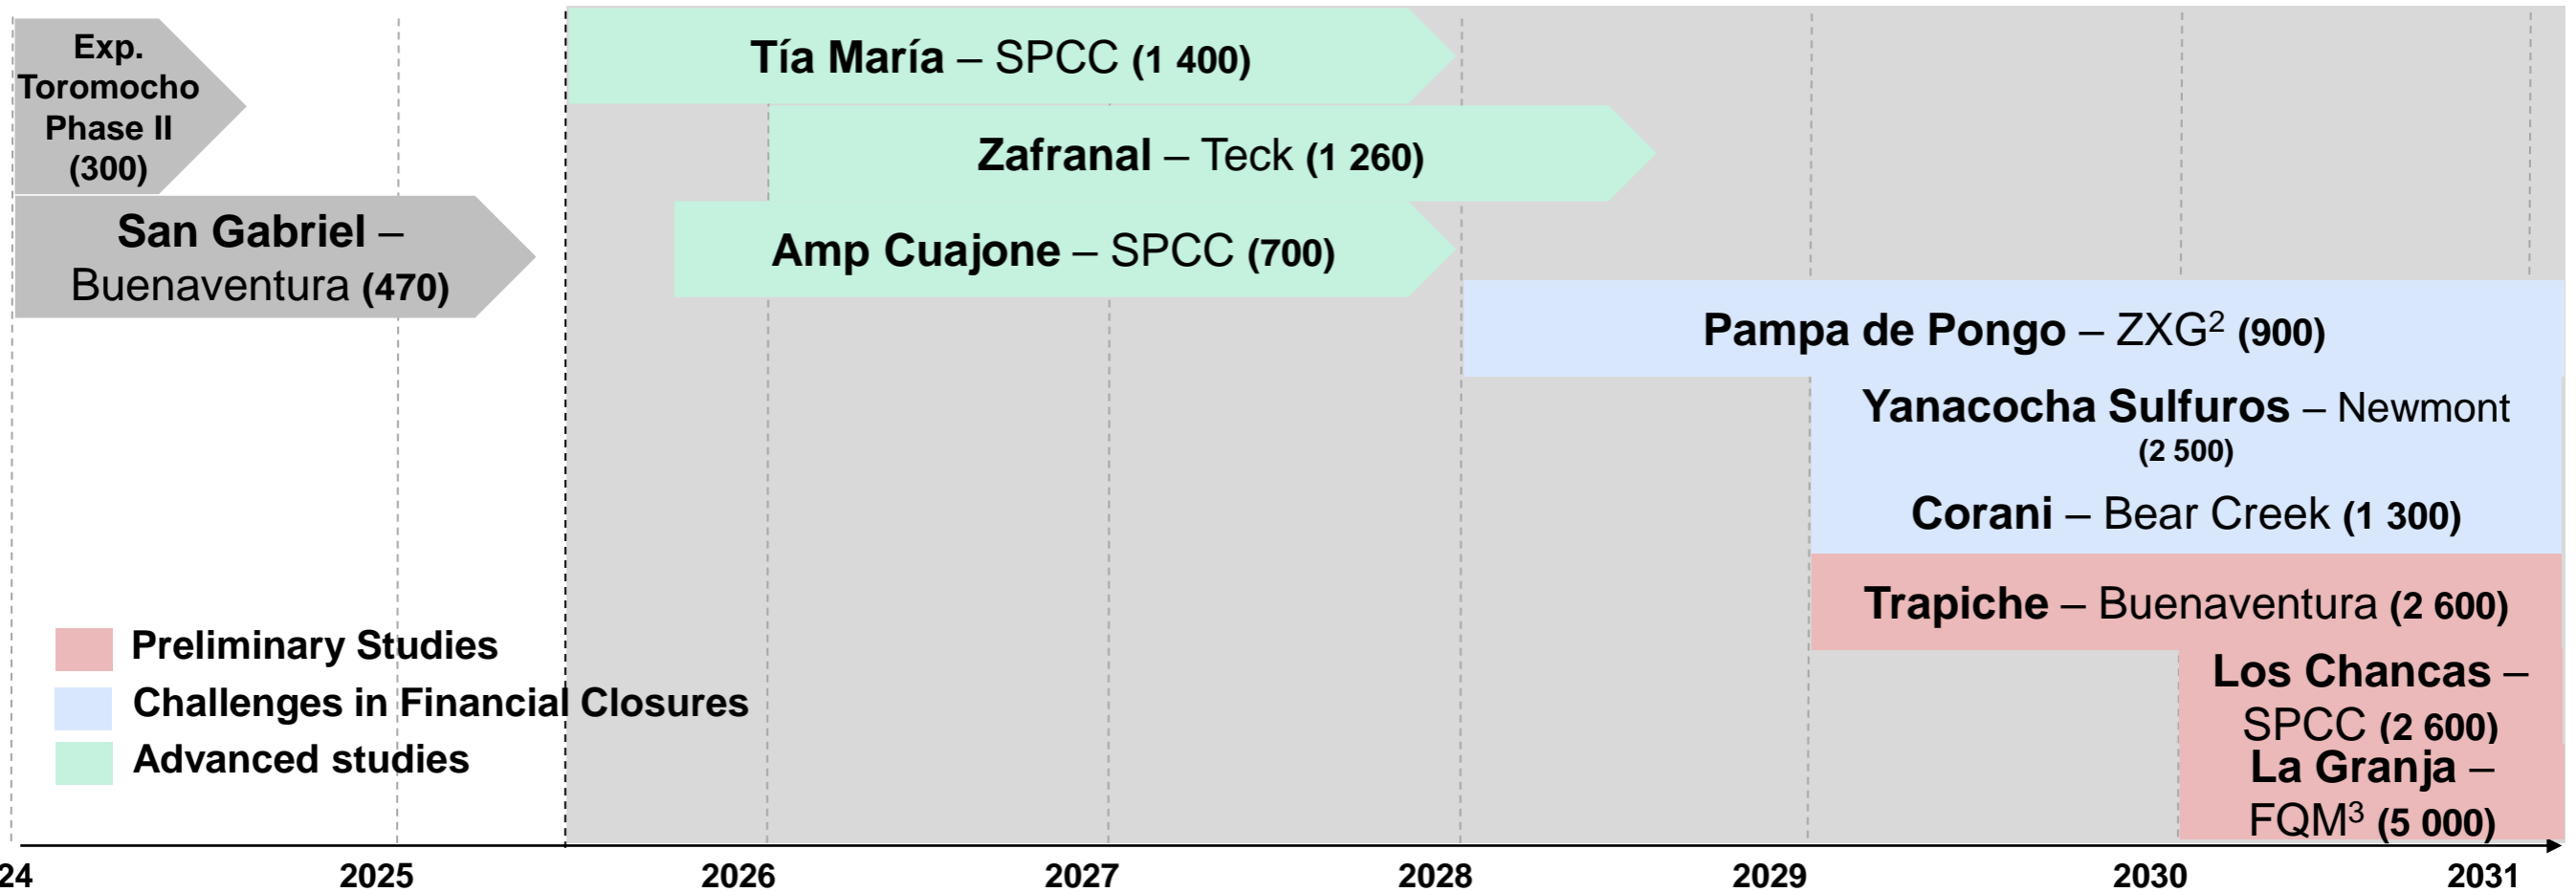 Exp.
Toromocho
Phase II
(300)
San Gabriel –
Buenaventura (470)
Tía María – SPCC (1 400)
Zafranal – Teck (1 260)
Amp Cuajone – SPCC (700)
Pampa de Pongo – ZXG² (900)
Yanacocha Sulfuros – Newmont
(2 500)
Corani – Bear Creek (1 300)
Trapiche – Buenaventura (2 600)
Los Chancas –
SPCC (2 600)
La Granja –
FQM³ (5 000)
Preliminary Studies
Challenges in Financial Closures
Advanced studies
24 2025 2026 2027 2028 2029 2030 2031